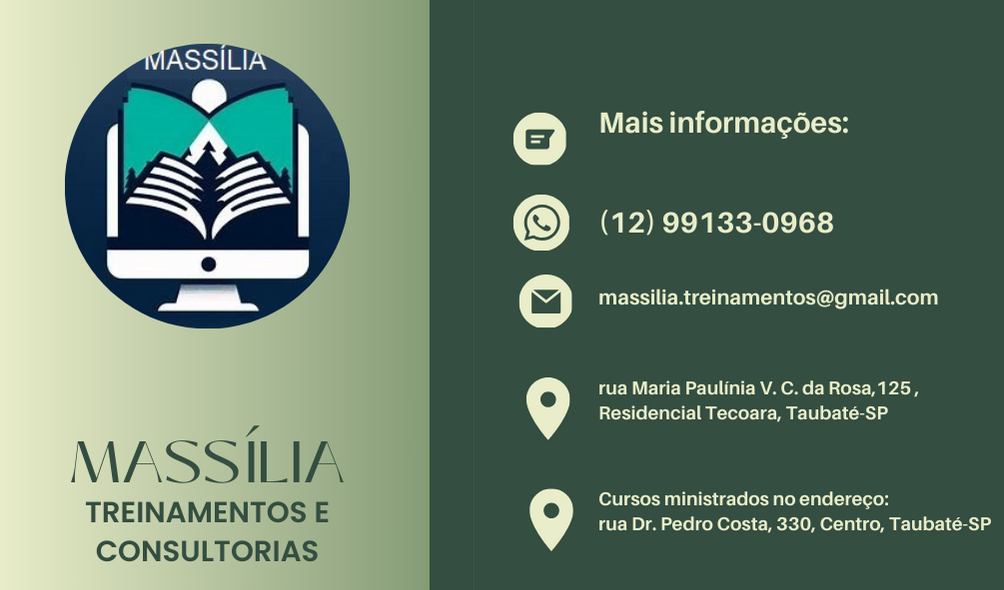 MASSÍLIA
MASSÍLIA
TREINAMENTOS E
CONSULTORIAS
Mais informações:
(12) 99133-0968
massilia.treinamentos@gmail.com
rua Maria Paulínia V. C. da Rosa,125 ,
Residencial Tecoara, Taubaté-SP
Cursos ministrados no endereço:
rua Dr. Pedro Costa, 330, Centro, Taubaté-SP